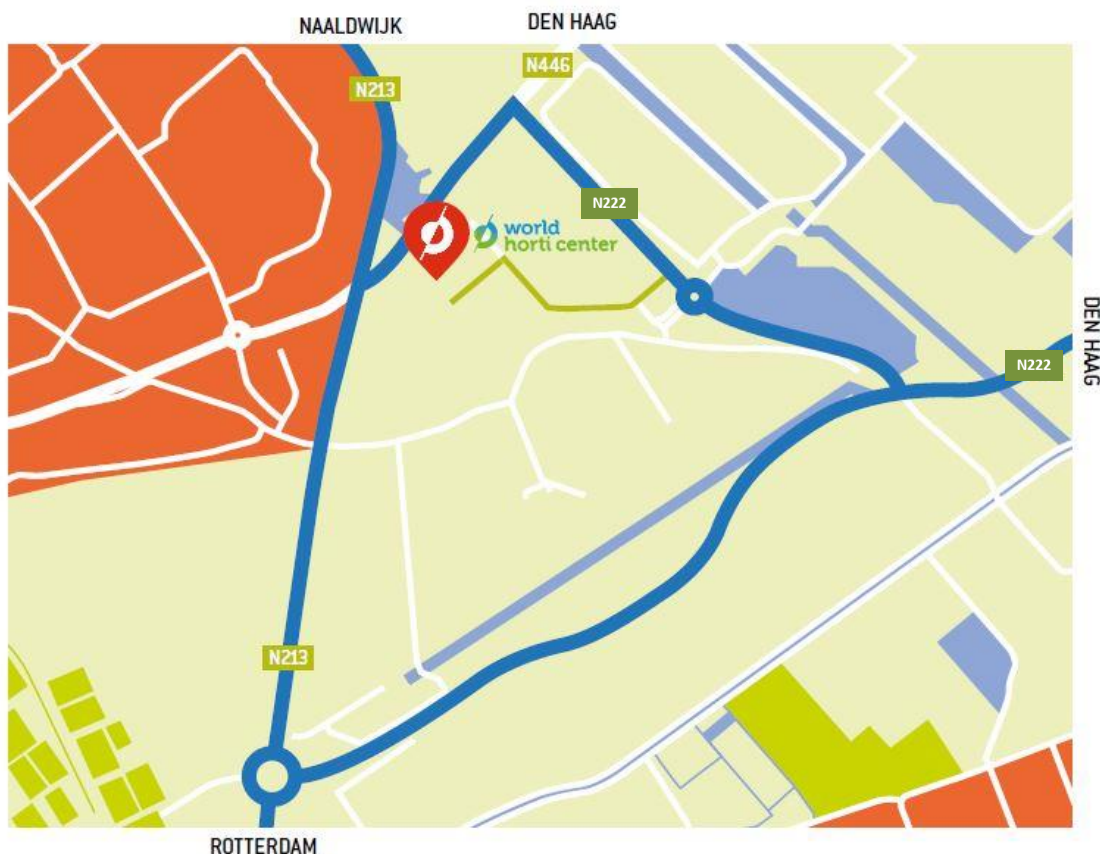 NAALDWIJK
DEN HAAG
N446
N213
N222
world
horti center
DEN HAAG
N222
N213
ROTTERDAM